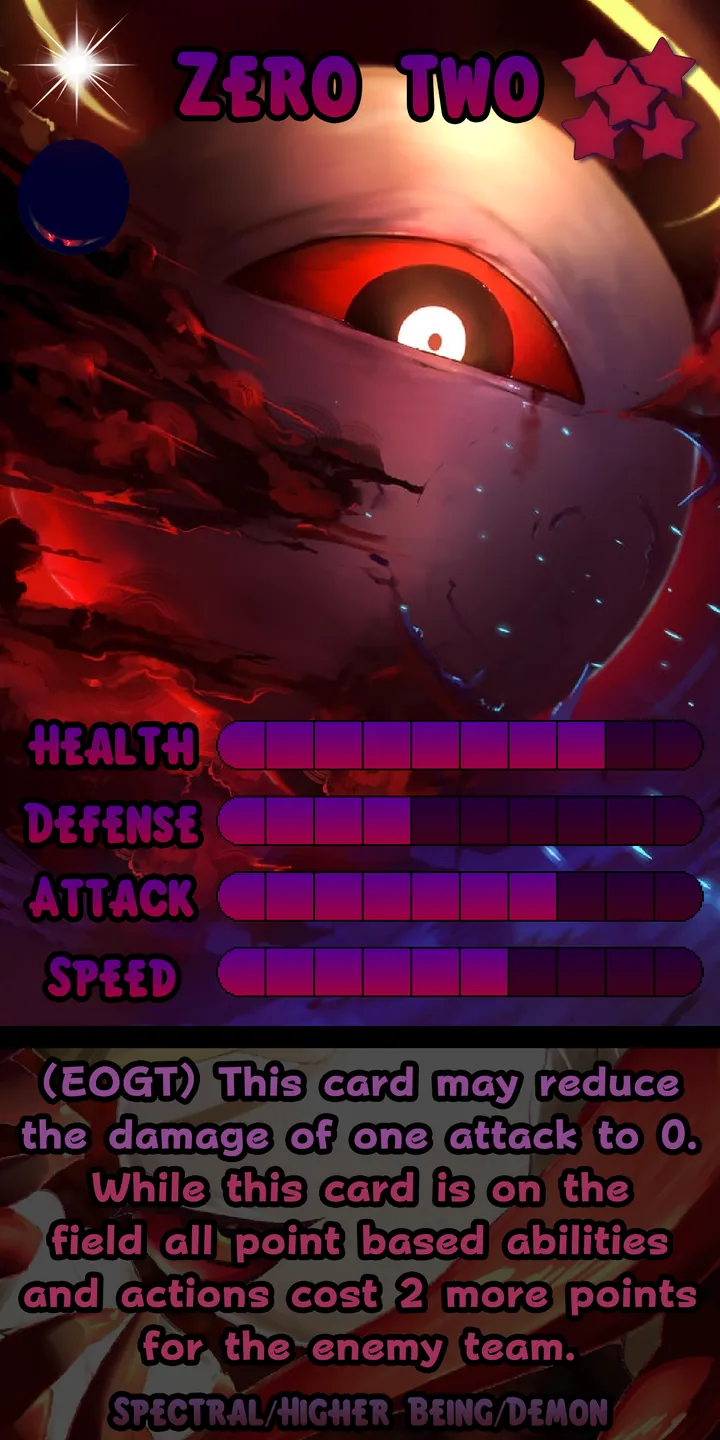 Zero Two
Health
Defense
Attack
Speed
(EOGT) This card may reduce
the damage of one attack to 0.
While this card is on the
field all point based abilities
and actions cost 2 more points
for the enemy team.
Spectral/Higher Being/Demon